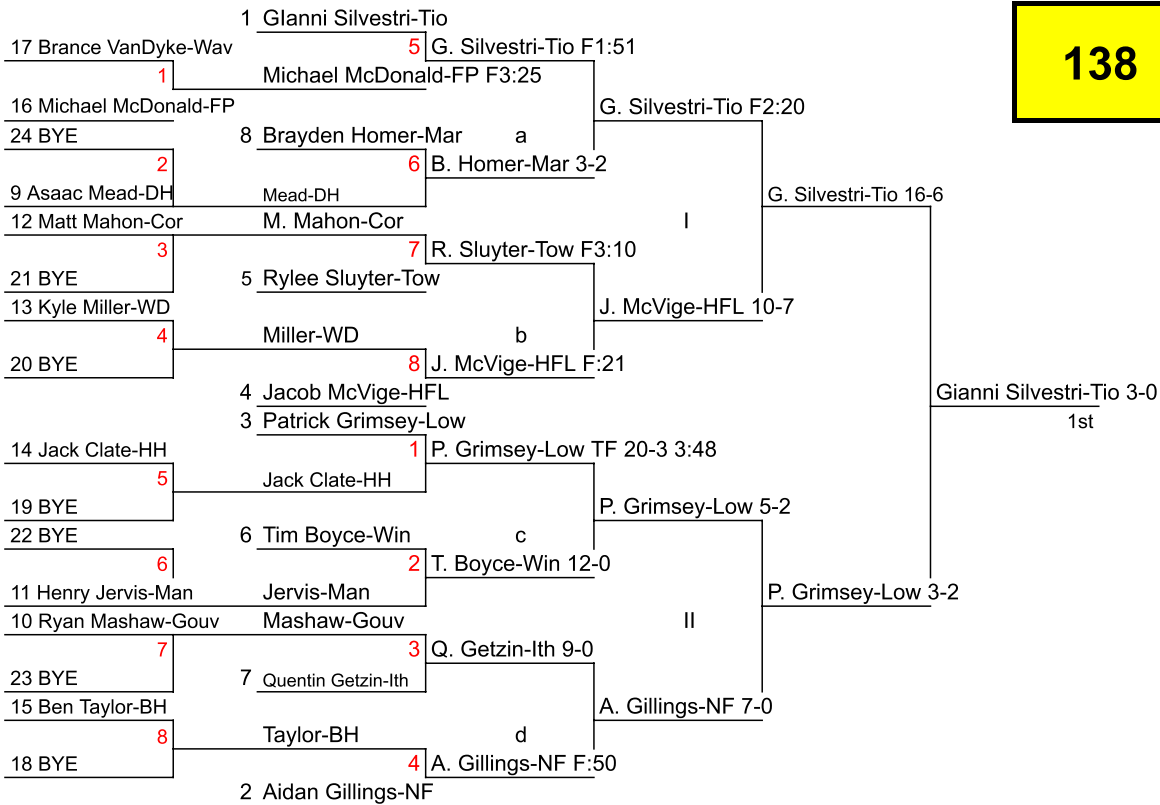 1 GIanni Silvestri-Tio
138
17 Brance VanDyke-Wav
5 G. Silvestri-Tio F1:51
1 Michael McDonald-FP F3:25
16 Michael McDonald-FP
G. Silvestri-Tio F2:20
24 BYE
8 Brayden Homer-Mar a
2
6 B. Homer-Mar 3-2
9 Asaac Mead-DH
Mead-DH
G. Silvestri-Tio 16-6
12 Matt Mahon-Cor
M. Mahon-Cor
I
3
7 R. Sluyter-Tow F3:10
21 BYE
5 Rylee Sluyter-Tow
13 Kyle Miller-WD
J. McVige-HFL 10-7
4
Miller-WD
b
20 BYE
8 J. McVige-HFL F:21
4 Jacob McVige-HFL
Gianni Silvestri-Tio 3-0
3 Patrick Grimsey-Low
1st
14 Jack Clate-HH
1 P. Grimsey-Low TF 20-3 3:48
5
Jack Clate-HH
19 BYE
P. Grimsey-Low 5-2
22 BYE
6 Tim Boyce-Win c
6
2 T. Boyce-Win 12-0
11 Henry Jervis-Man
Jervis-Man
P. Grimsey-Low 3-2
10 Ryan Mashaw-Gouv
Mashaw-Gouv
II
7
3 Q. Getzin-Ith 9-0
23 BYE
7 Quentin Getzin-Ith
15 Ben Taylor-BH
A. Gillings-NF 7-0
8
Taylor-BH
d
18 BYE
4 A. Gillings-NF F:50
2 Aidan Gillings-NF